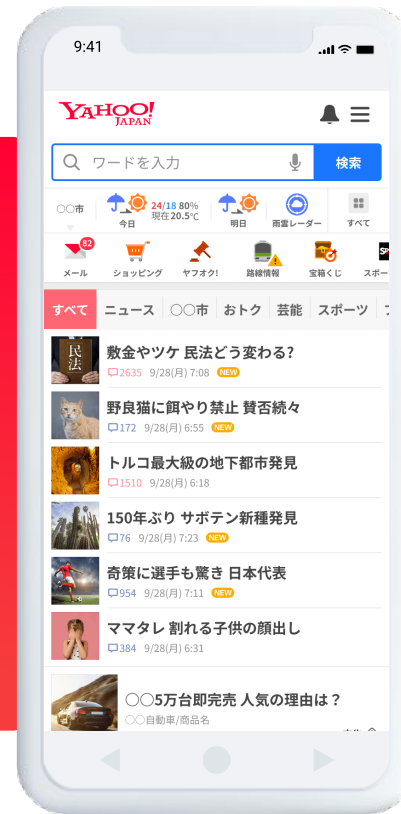 9:41
YAHOO!
JAPAN
ワードを入力
検索
○○市
24/18 80%
現在20.5℃
今日
明日
雨雲レーダー
すべて
82
メール
ショッピング
ヤフオク!
路線情報
宝箱くじ
スポー
すべて
ニュース
○○市
おトク
芸能
スポーツ
民法
敷金やツケ 民法どう変わる?
2635 9/28(月) 7:08 NEW
野良猫に餌やり禁止 賛否続々
172 9/28(月) 6:55 NEW
トルコ最大級の地下都市発見
1510 9/28(月) 6:18
150年ぶり サボテン新種発見
76 9/28(月) 7:23 NEW
奇策に選手も驚き 日本代表
954 9/28(月) 7:11 NEW
ママタレ 割れる子供の顔出し
384 9/28(月) 6:31
○○5万台即完売 人気の理由は？
○○自動車/商品名